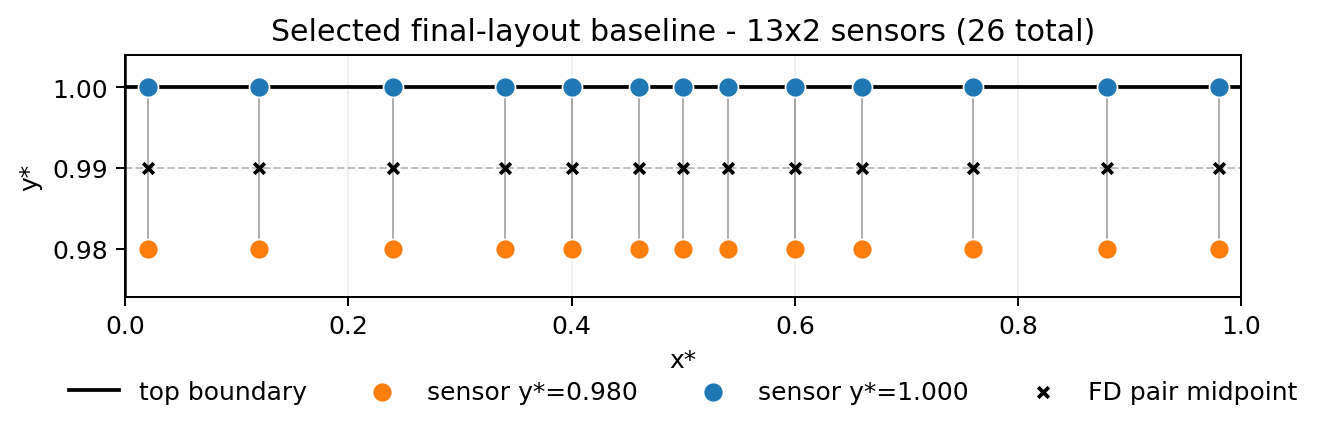 Selected final-layout baseline - 13x2 sensors (26 total)
1.00
0.99
0.98
y*
0.0 0.2 0.4 0.6 0.8 1.0
x*
top boundary sensor y*=0.980 sensor y*=1.000 FD pair midpoint